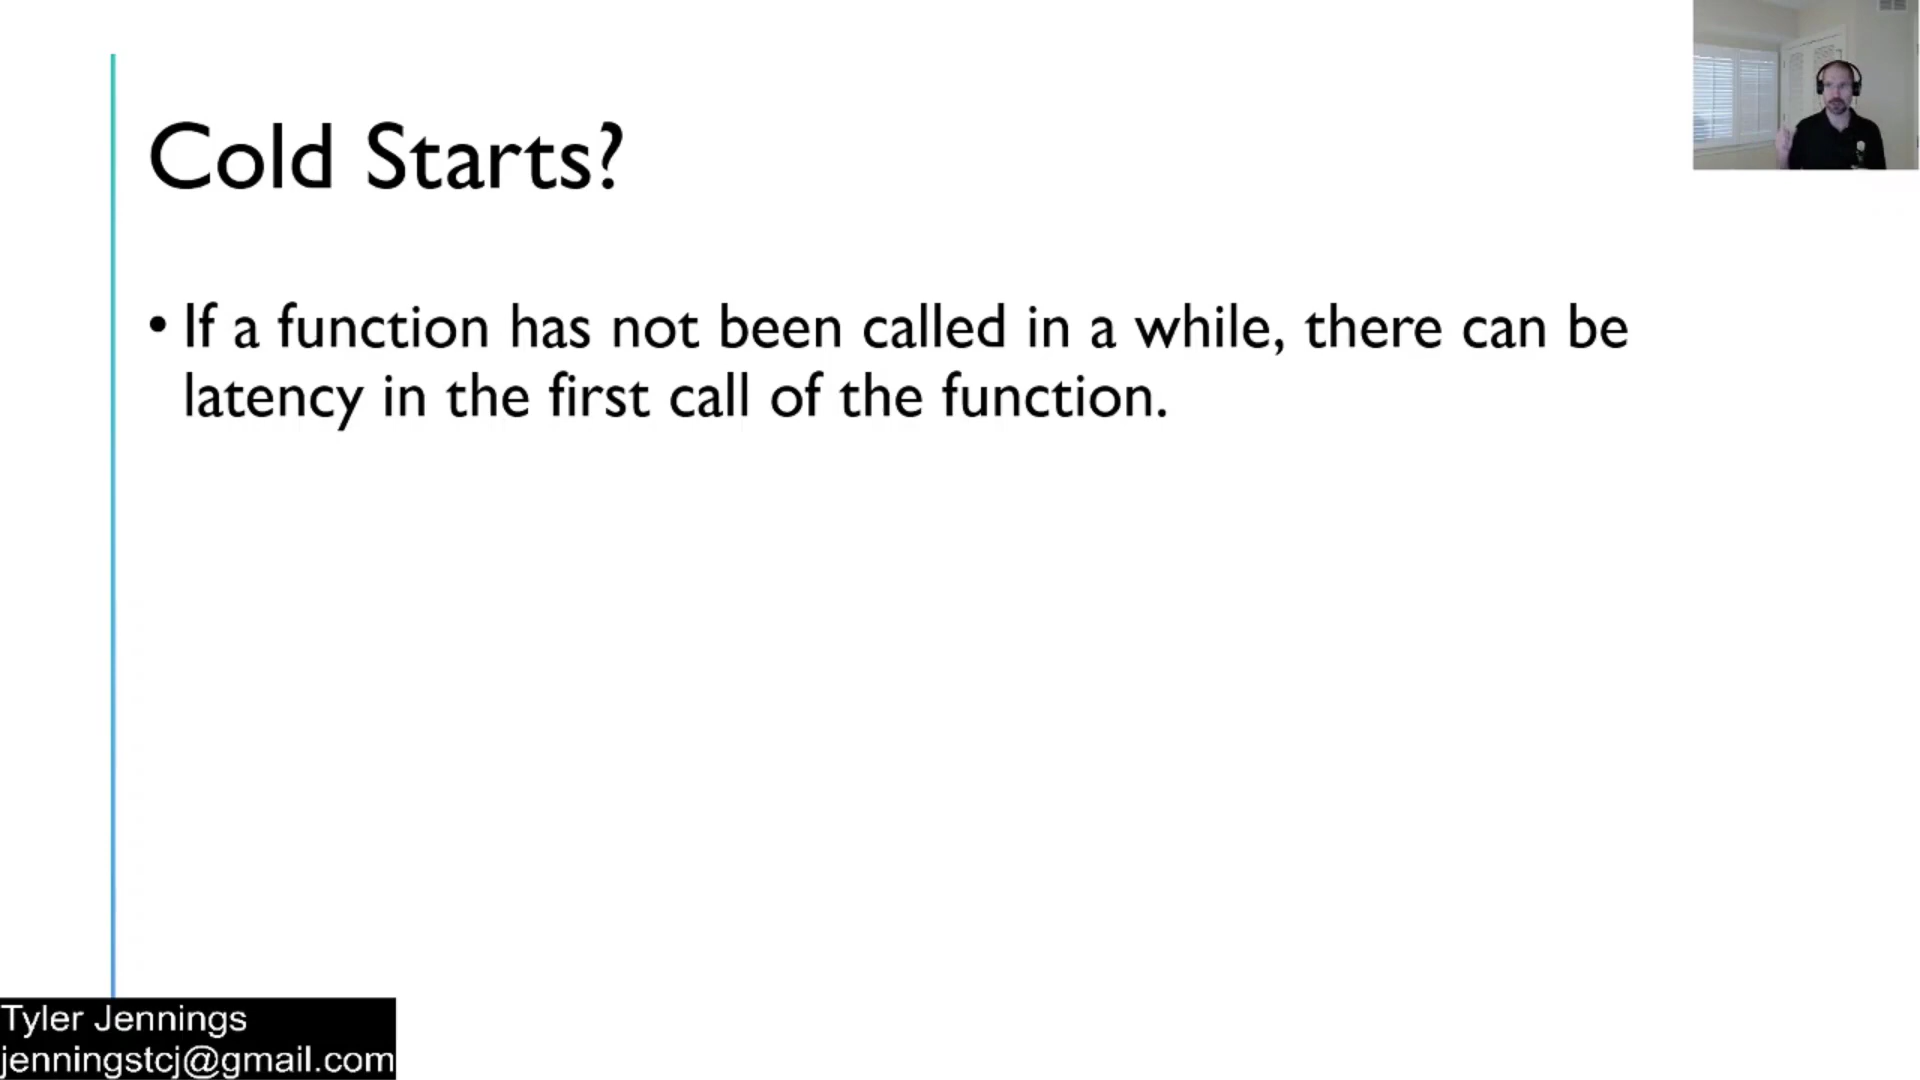 Cold Starts?
• If a function has not been called in a while, there can be
latency in the first call of the function.
Tyler Jennings
jenningstcj@gmail.com